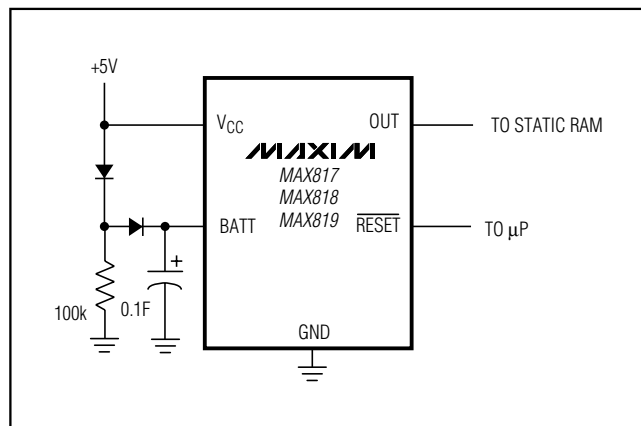 +5V
VCC
OUT
TO STATIC RAM
MAXIM
MAX817
MAX818
MAX819
BATT
RESET
TO µP
+
100k
0.1F
GND